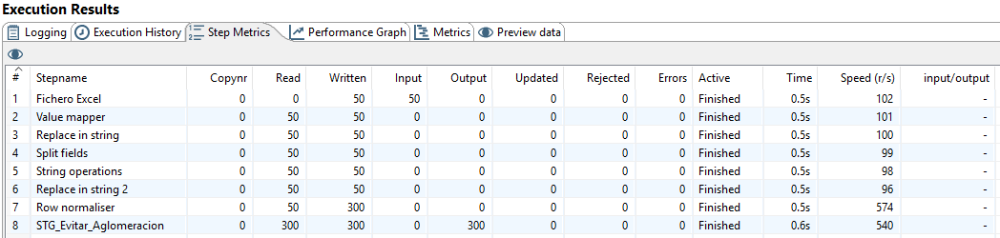 Execution Results
Logging Execution History Step Metrics Performance Graph Metrics Preview data
# Stepname Copynr Read Written Input Output Updated Rejected Errors Active Time Speed (r/s) input/output
1 Fichero Excel 0 0 50 50 0 0 0 0 Finished 0.5s 102 -
2 Value mapper 0 50 50 0 0 0 0 0 Finished 0.5s 101 -
3 Replace in string 0 50 50 0 0 0 0 0 Finished 0.5s 100 -
4 Split fields 0 50 50 0 0 0 0 0 Finished 0.5s 99 -
5 String operations 0 50 50 0 0 0 0 0 Finished 0.5s 98 -
6 Replace in string 2 0 50 50 0 0 0 0 0 Finished 0.5s 96 -
7 Row normaliser 0 50 300 0 0 0 0 0 Finished 0.5s 574 -
8 STG_Evitar_Aglomeracion 0 300 300 0 300 0 0 0 Finished 0.6s 540 -